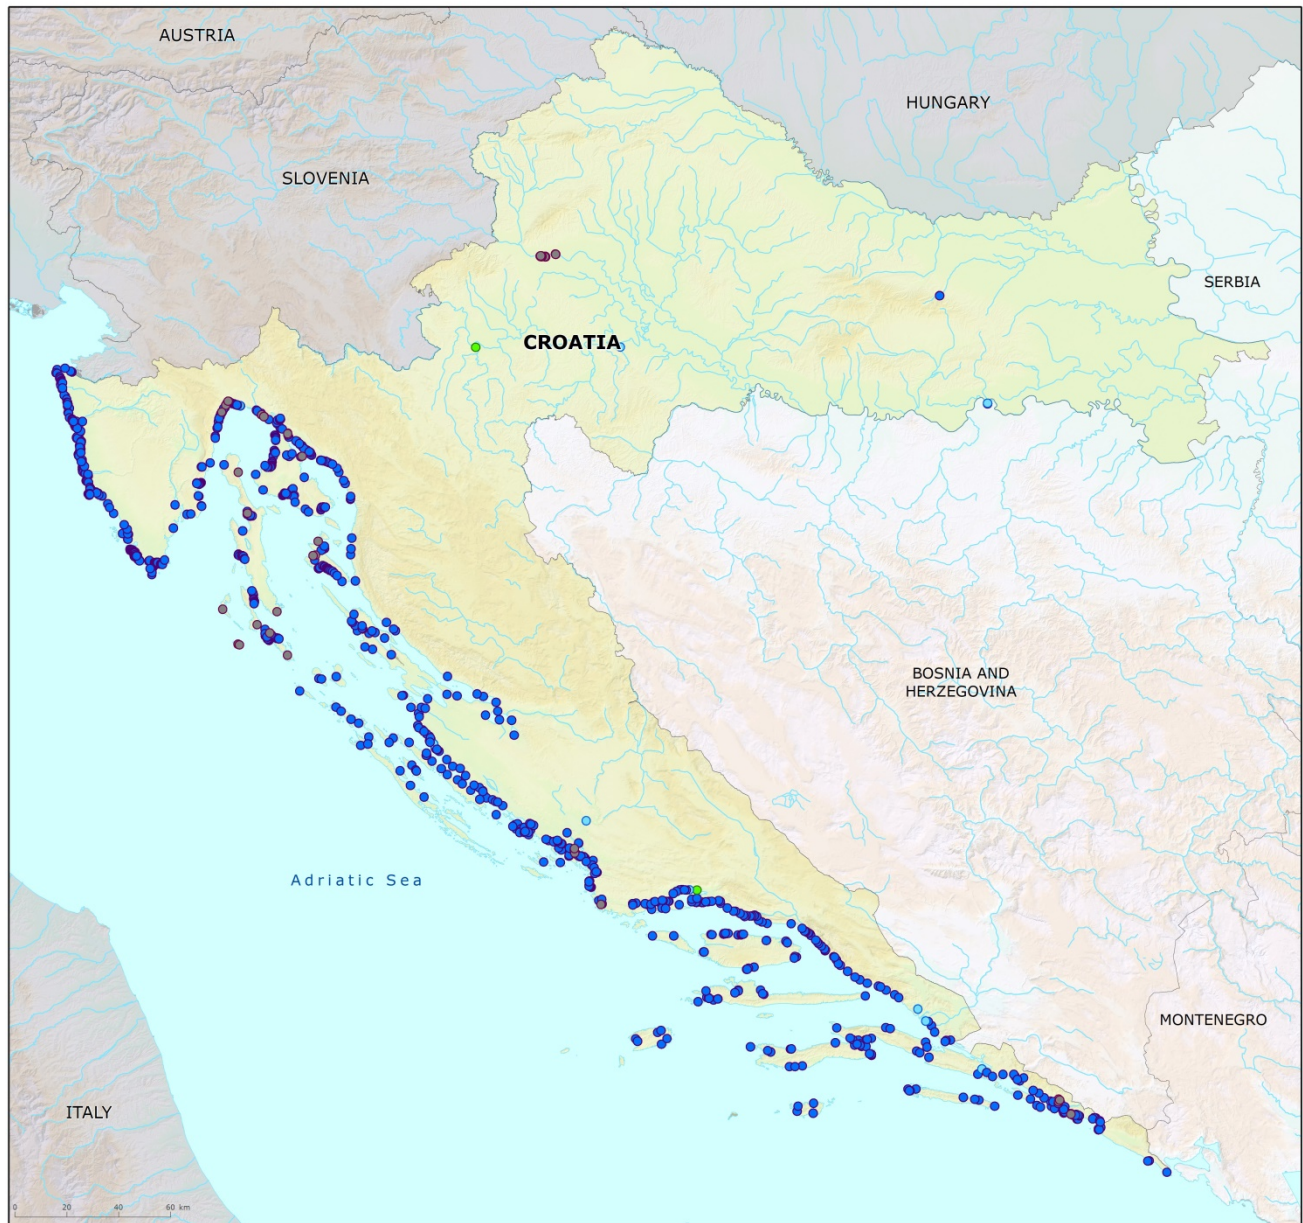 AUSTRIA
HUNGARY
SLOVENIA
SERBIA
CROATIA
BOSNIA AND
HERZEGOVINA
Adriatic Sea
MONTENEGRO
ITALY
0 20 40 60 km